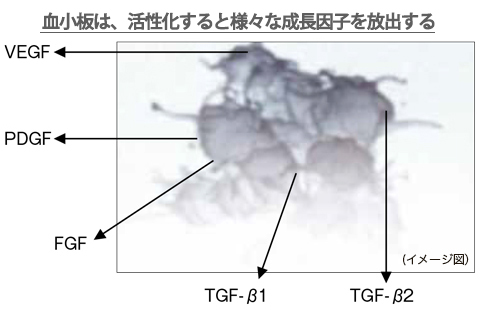 血小板は、活性化すると様々な成長因子を放出する
VEGF
PDGF
FGF
(イメージ図)
TGF-β1
TGF-β2